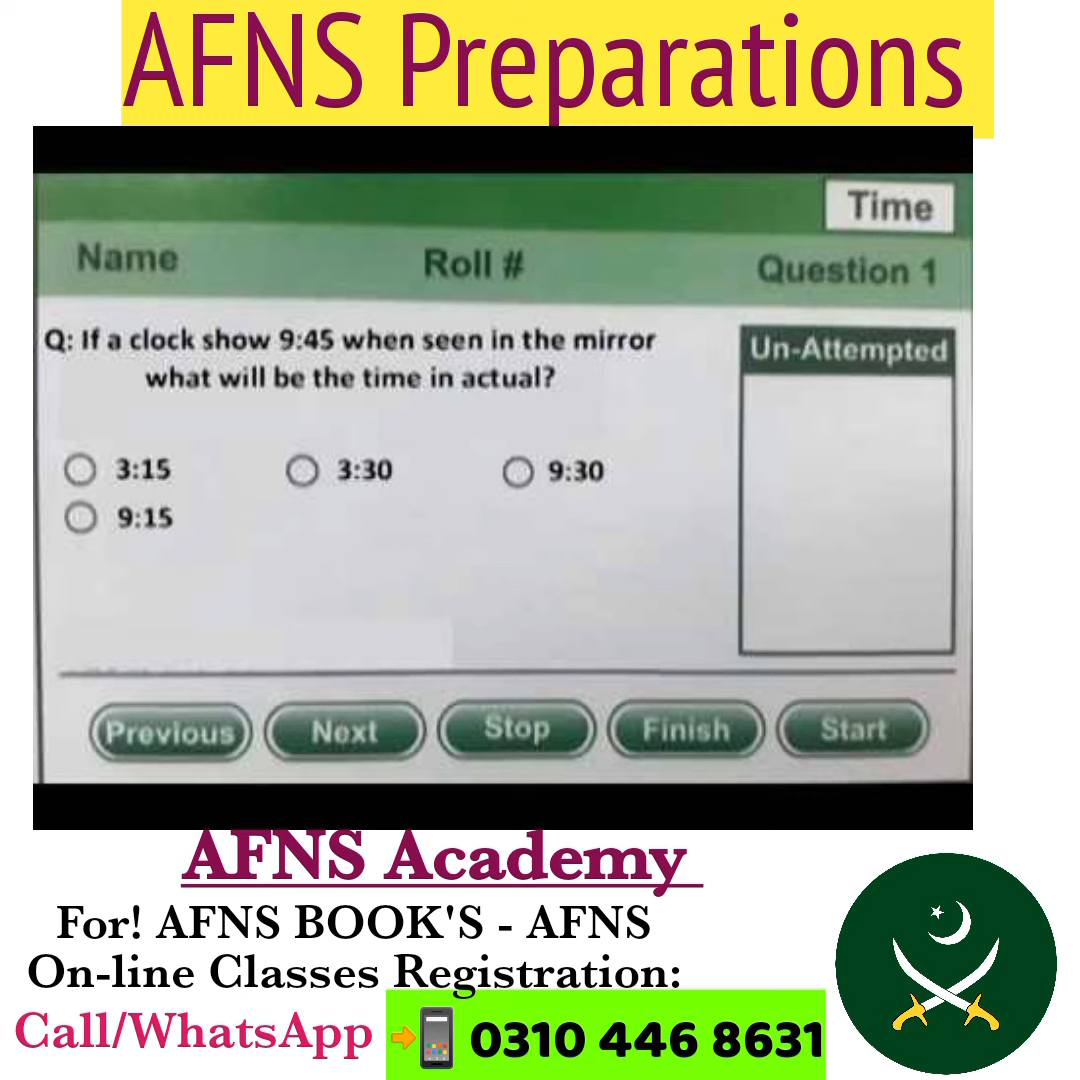 AFNS Preparations
Time
Name Roll # Question 1
Q: If a clock show 9:45 when seen in the mirror
what will be the time in actual?
Un-Attempted
3:15 3:30 9:30
9:15
Previous Next Stop Finish Start
AFNS Academy
For! AFNS BOOK'S - AFNS
On-line Classes Registration:
Call/WhatsApp 0310 446 8631